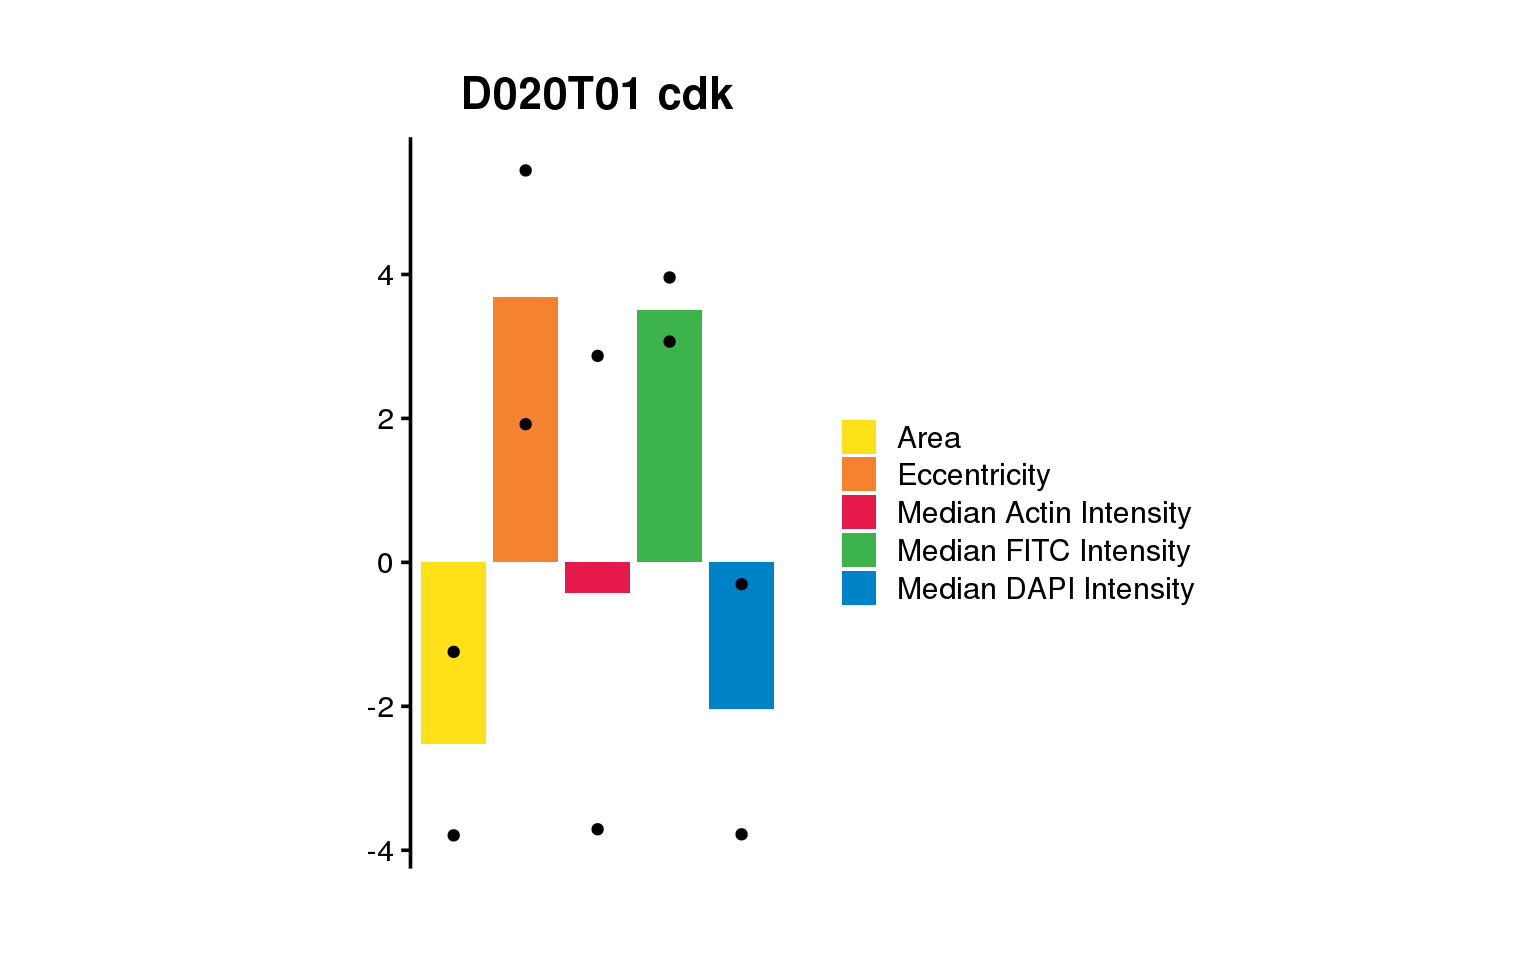 D020T01 cdk
4
2
0
-2
-4
Area
Eccentricity
Median Actin Intensity
Median FITC Intensity
Median DAPI Intensity